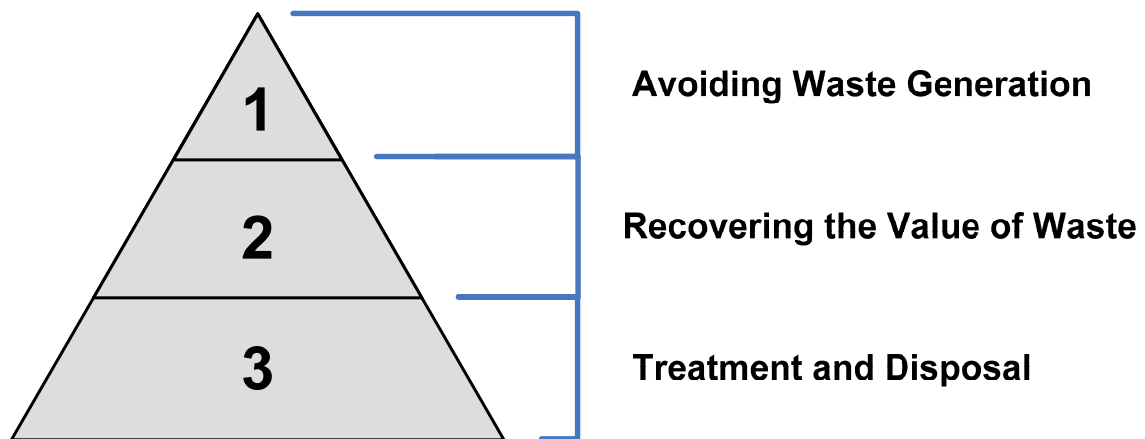 1
Avoiding Waste Generation
2
Recovering the Value of Waste
3
Treatment and Disposal